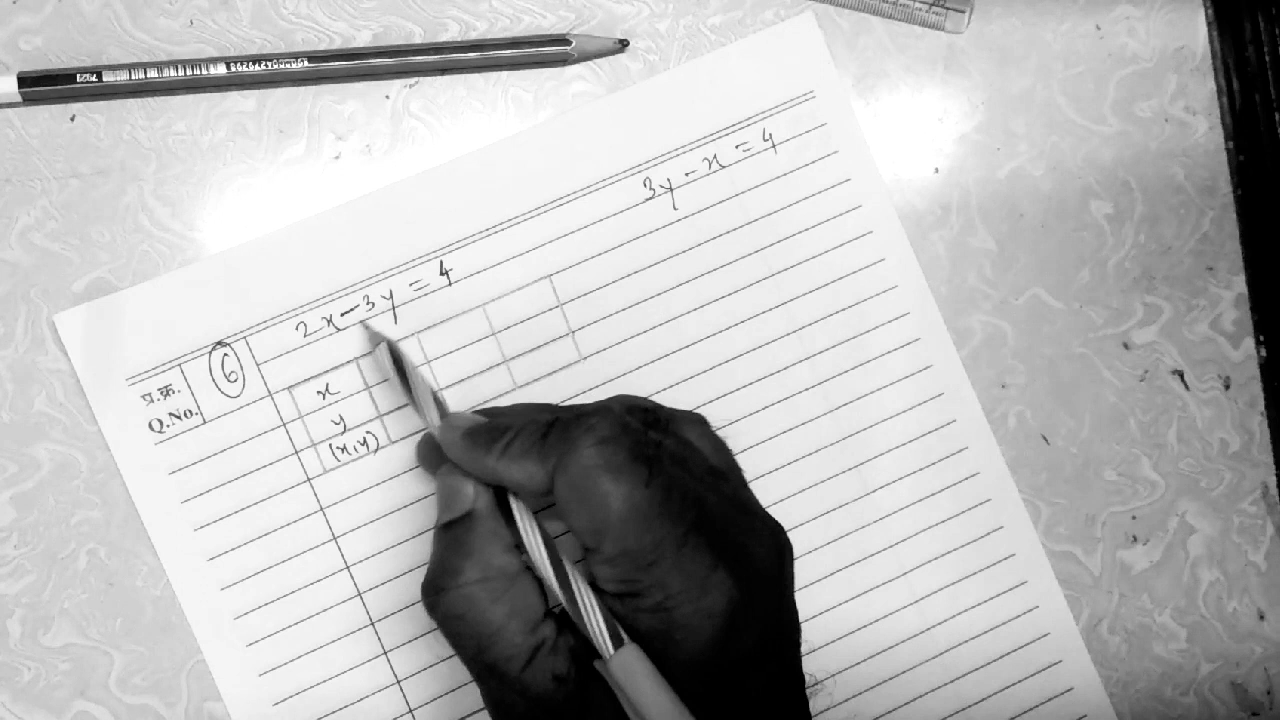 3y - x = 4
2x - 3y = 4
प्र.क्र.
Q.No.
6
x
y
(x,y)